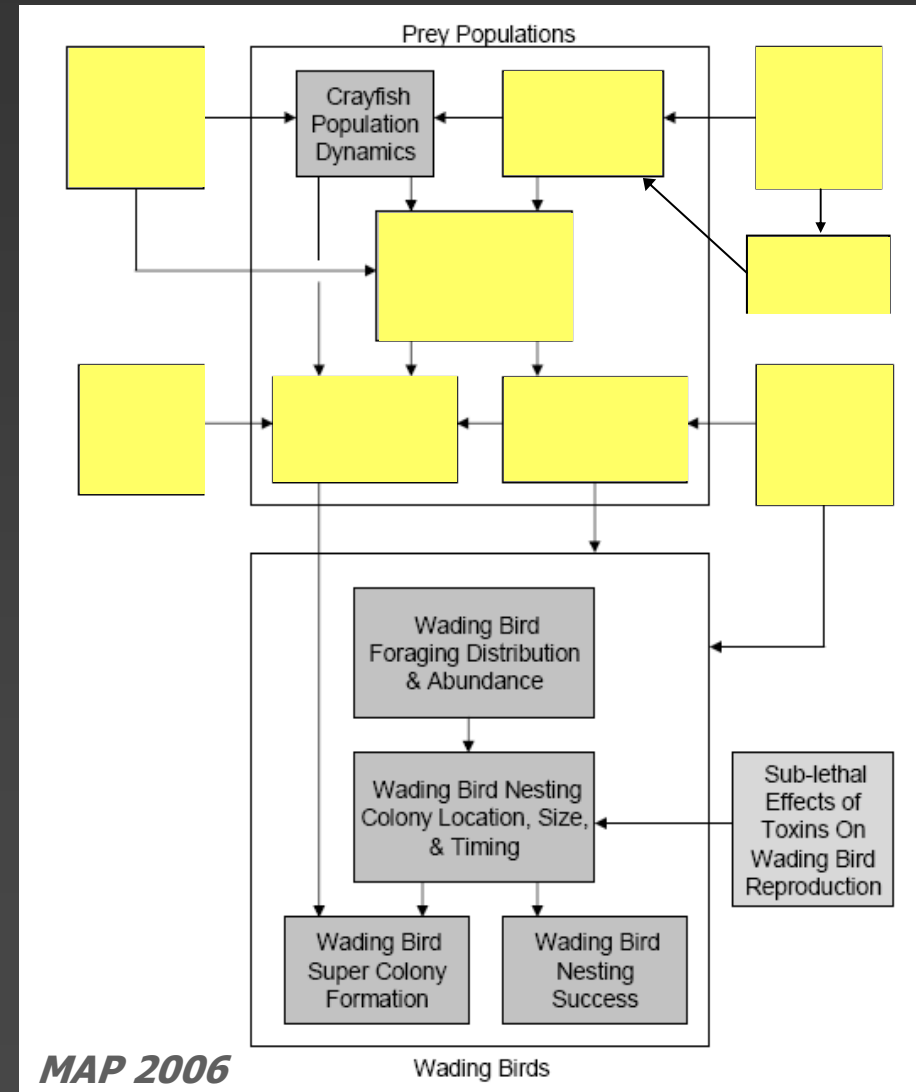 Prey Populations
Crayfish
Population
Dynamics
Wading Bird
Foraging Distribution
& Abundance
Wading Bird Nesting
Colony Location, Size,
& Timing
Sub-lethal
Effects of
Toxins On
Wading Bird
Reproduction
Wading Bird
Super Colony
Formation
Wading Bird
Nesting
Success
MAP 2006
Wading Birds